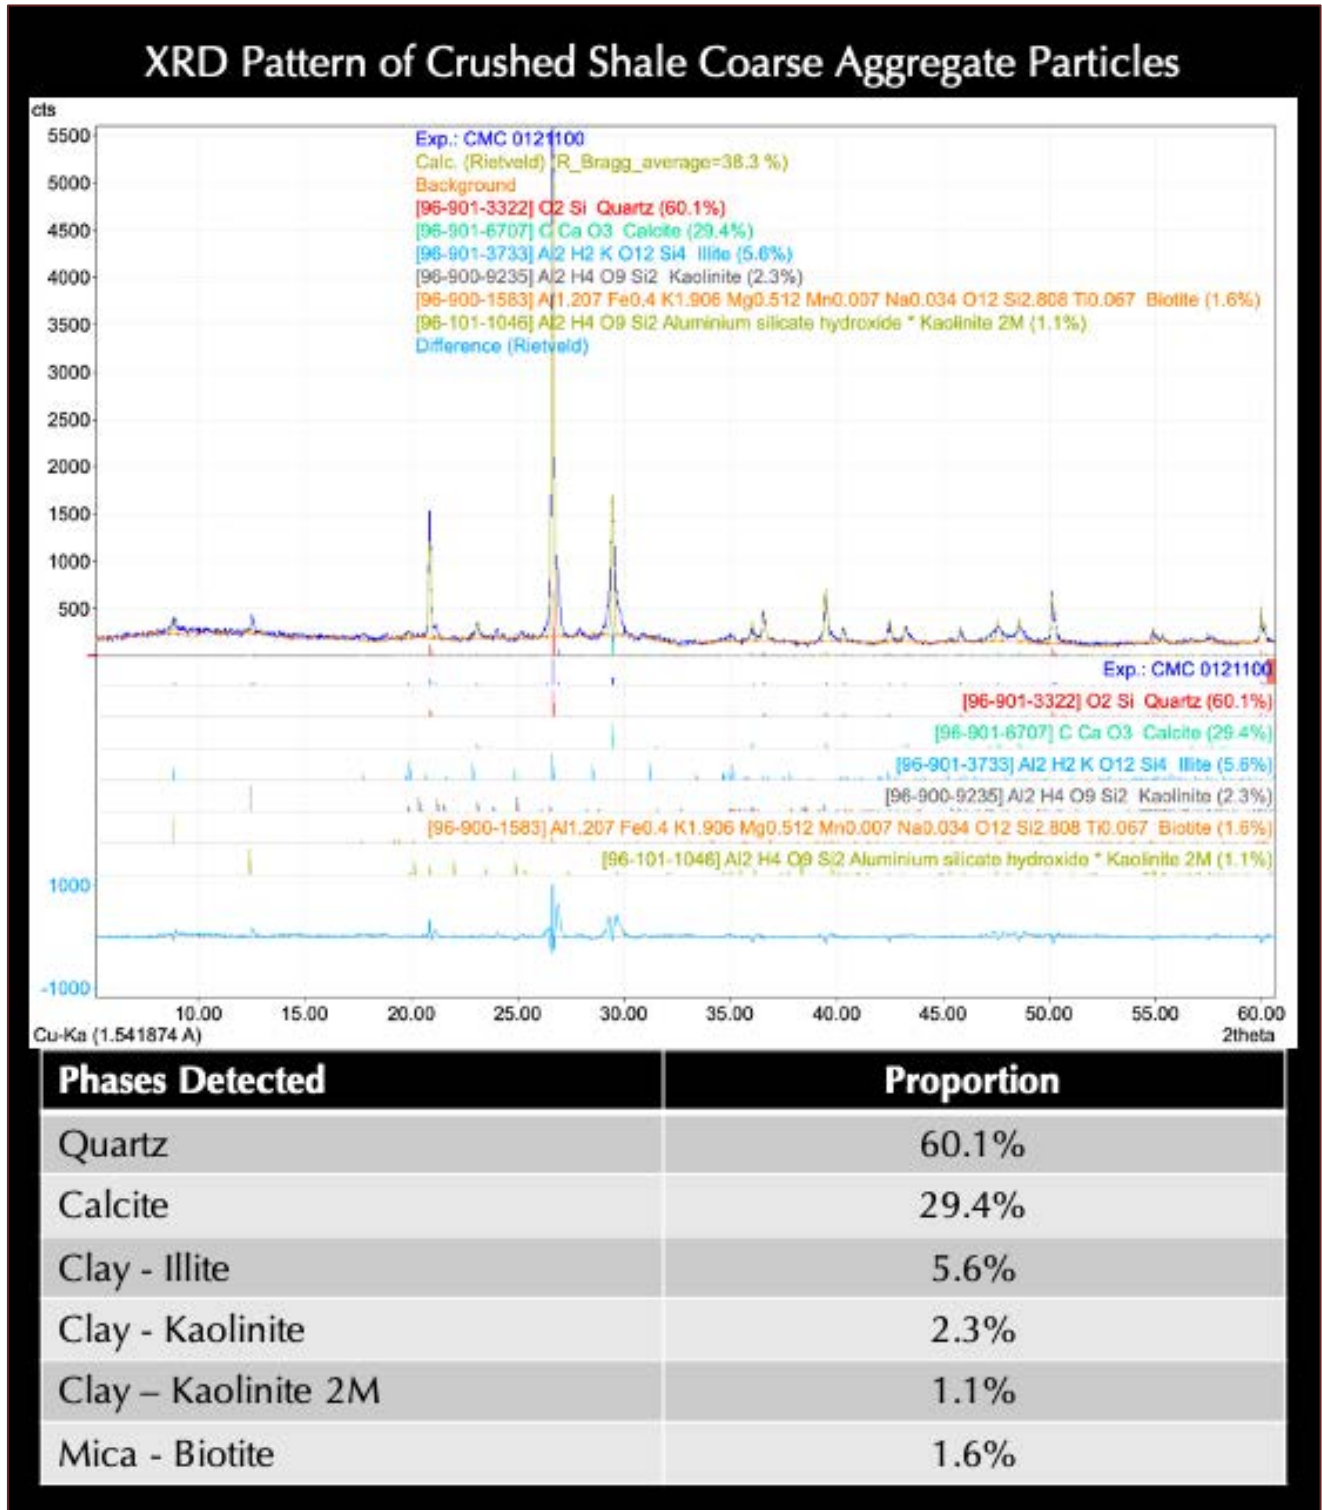 XRD Pattern of Crushed Shale Coarse Aggregate Particles
cts
5500
5000
4500
4000
3500
3000
2500
2000
1500
1000
500
Exp.: CMC 0121100
Calc. (Rietveld) (R_Bragg_average=38.3 %)
Background
[96-901-3322] O2 Si Quartz (60.1%)
[96-901-6707] C Ca O3 Calcite (29.4%)
[96-901-3733] Al2 H2 K O12 Si4 Illite (5.6%)
[96-900-9235] Al2 H4 O9 Si2 Kaolinite (2.3%)
[96-900-1583] Al1.207 Fe0.4 K1.906 Mg0.512 Mn0.007 Na0.034 O12 Si2.808 Ti0.067 Biotite (1.6%)
[96-101-1046] Al2 H4 O9 Si2 Aluminium silicate hydroxide * Kaolinite 2M (1.1%)
Difference (Rietveld)
Exp.: CMC 0121100
[96-901-3322] O2 Si Quartz (60.1%)
[96-901-6707] C Ca O3 Calcite (29.4%)
[96-901-3733] Al2 H2 K O12 Si4 Illite (5.6%)
[96-900-9235] Al2 H4 O9 Si2 Kaolinite (2.3%)
[96-900-1583] Al1.207 Fe0.4 K1.906 Mg0.512 Mn0.007 Na0.034 O12 Si2.808 Ti0.067 Biotite (1.6%)
[96-101-1046] Al2 H4 O9 Si2 Aluminium silicate hydroxide * Kaolinite 2M (1.1%)
1000
-1000
10.00 15.00 20.00 25.00 30.00 35.00 40.00 45.00 50.00 55.00 60.00
Cu-Ka (1.541874 A) 2theta
Phases Detected Proportion
Quartz 60.1%
Calcite 29.4%
Clay - Illite 5.6%
Clay - Kaolinite 2.3%
Clay – Kaolinite 2M 1.1%
Mica - Biotite 1.6%